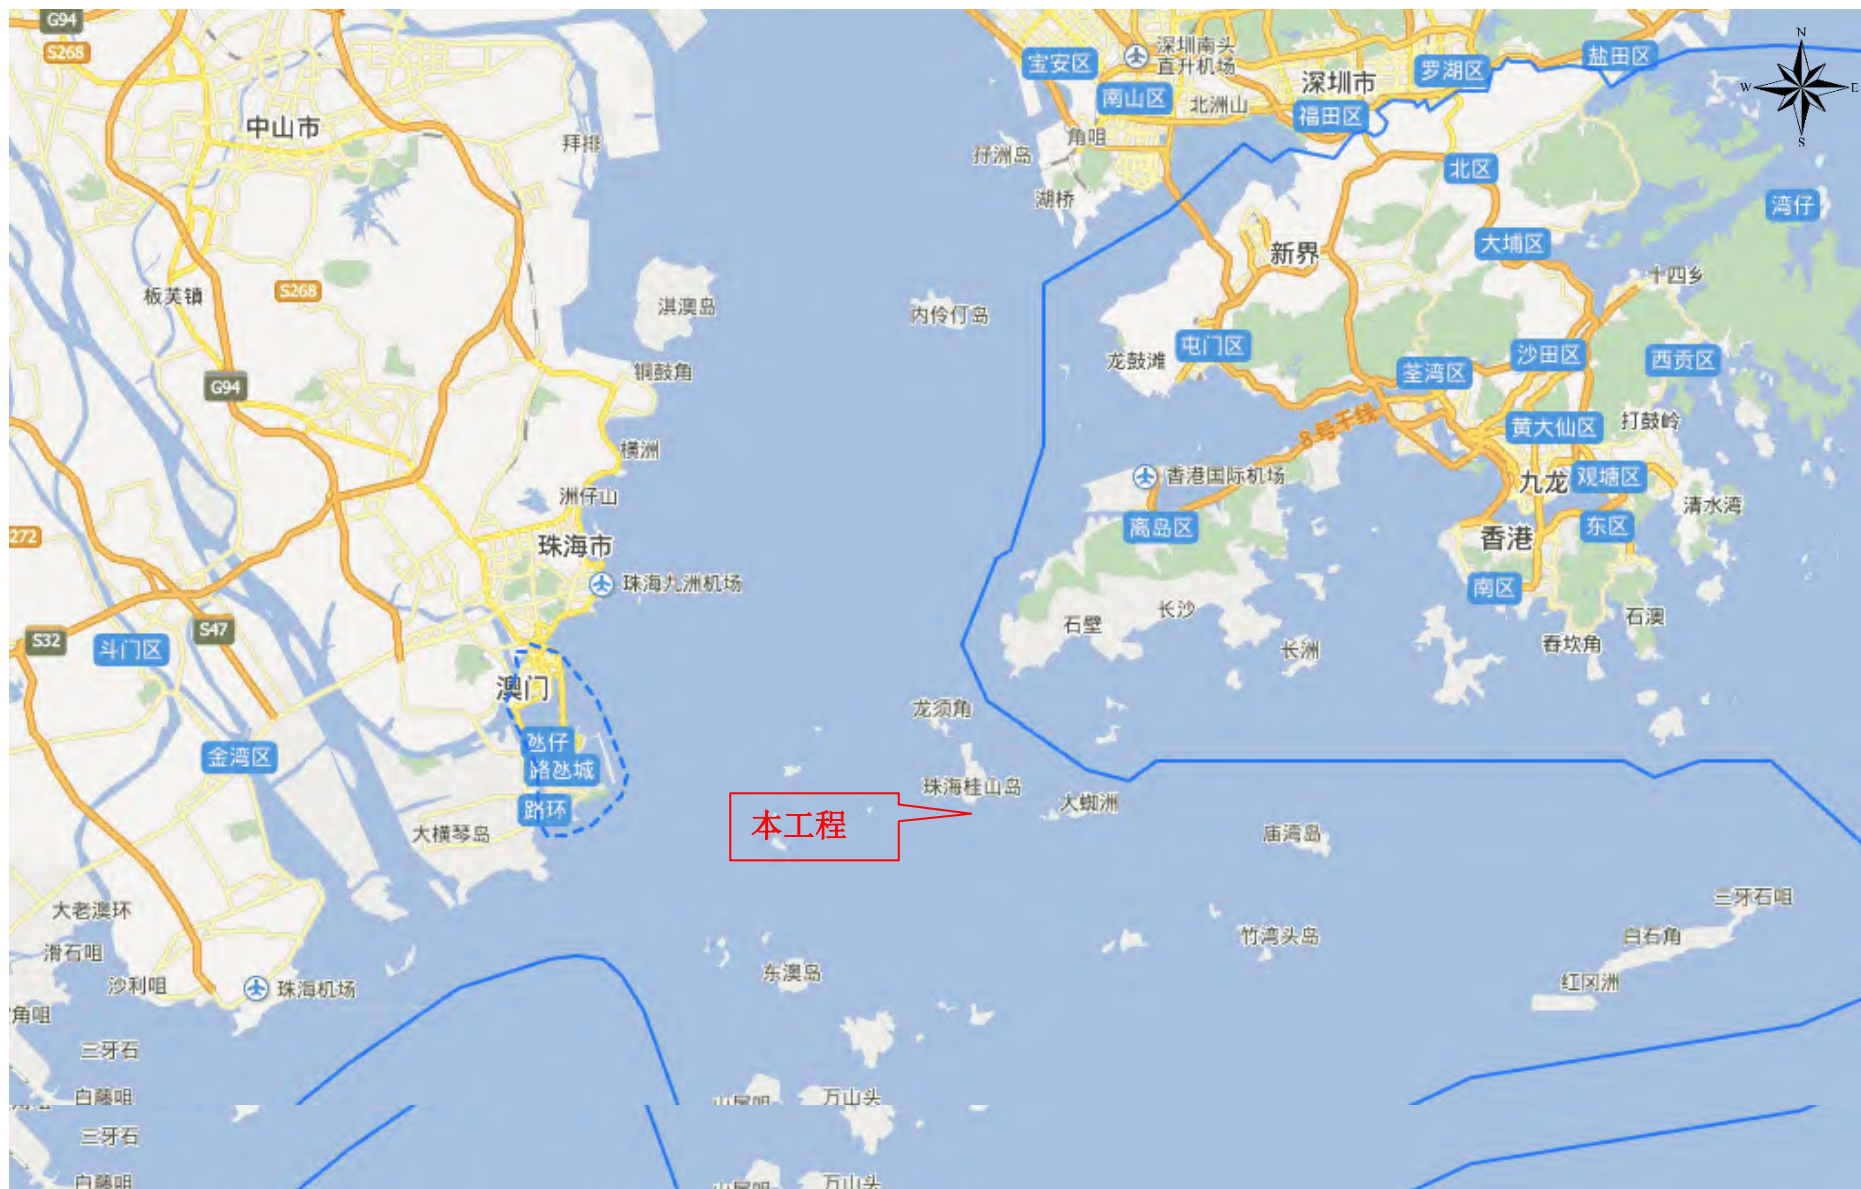 G94
S268
中山市
拜排
宝安区
深圳南头
直升机场
南山区
北洲山
深圳市
罗湖区
盐田区
福田区
N
W
E
S
孖洲岛
角咀
湖桥
北区
湾仔
大埔区
新界
十四乡
板芙镇
S268
淇澳岛
内伶仃岛
龙鼓滩
屯门区
荃湾区
沙田区
西贡区
G94
铜鼓角
8号干线
黄大仙区
打鼓岭
横洲
洲仔山
香港国际机场
九龙
观塘区
清水湾
272
珠海市
离岛区
香港
东区
珠海九洲机场
南区
石壁
长沙
石澳
S32
斗门区
S47
长洲
舂坎角
澳门
龙须角
氹仔
路氹城
金湾区
珠海桂山岛
大蜘洲
路环
本工程
大横琴岛
庙湾岛
三牙石咀
大老澳环
竹湾头岛
白石角
滑石咀
东澳岛
红冈洲
沙利咀
珠海机场
角咀
三牙石
白藤咀
万山头
三牙石
白藤咀
万山头